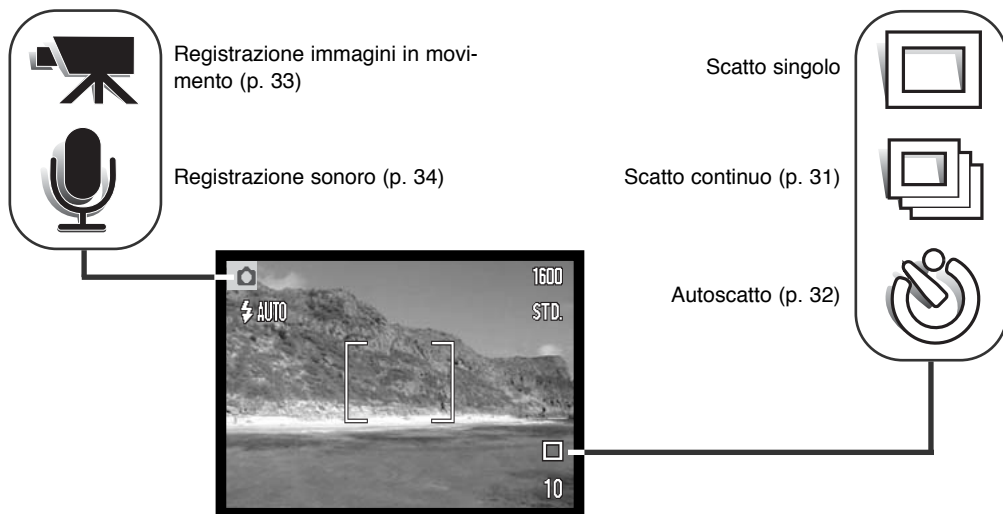 Registrazione immagini in movi-
mento (p. 33)
Registrazione sonoro (p. 34)
Scatto singolo
Scatto continuo (p. 31)
Autoscatto (p. 32)
1600
AUTO
STD.
10